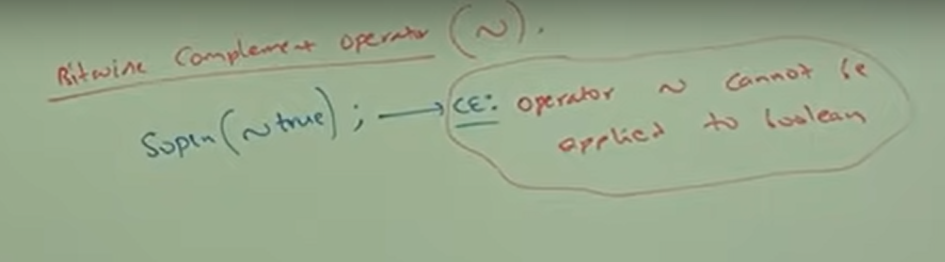 Bitwise Complement operator (~).
Sopln(~true); → CE: operator ~ cannot be
applied to boolean